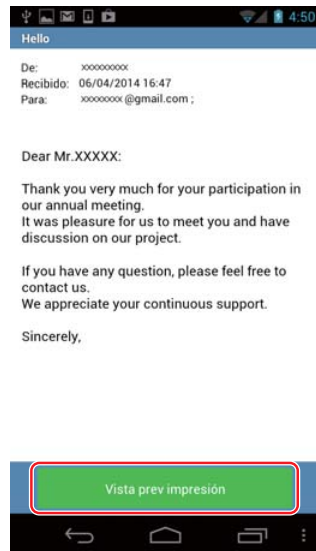 4:50
Hello
De: xxxxxxxxx
Recibido: 06/04/2014 16:47
Para: xxxxxxxx @gmail.com ;
Dear Mr.XXXXX:
Thank you very much for your participation in
our annual meeting.
It was pleasure for us to meet you and have
discussion on our project.
If you have any question, please feel free to
contact us.
We appreciate your continuous support.
Sincerely,
Vista prev impresión